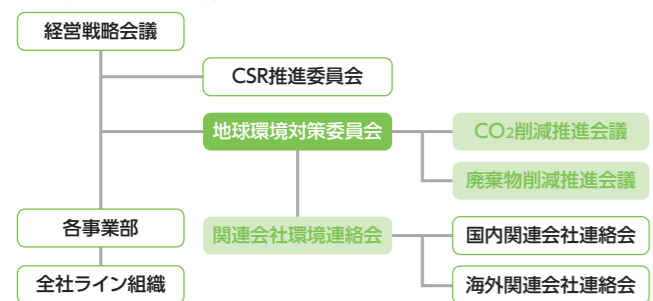 経営戦略会議
CSR推進委員会
地球環境対策委員会
CO2削減推進会議
廃棄物削減推進会議
各事業部
関連会社環境連絡会
国内関連会社連絡会
全社ライン組織
海外関連会社連絡会